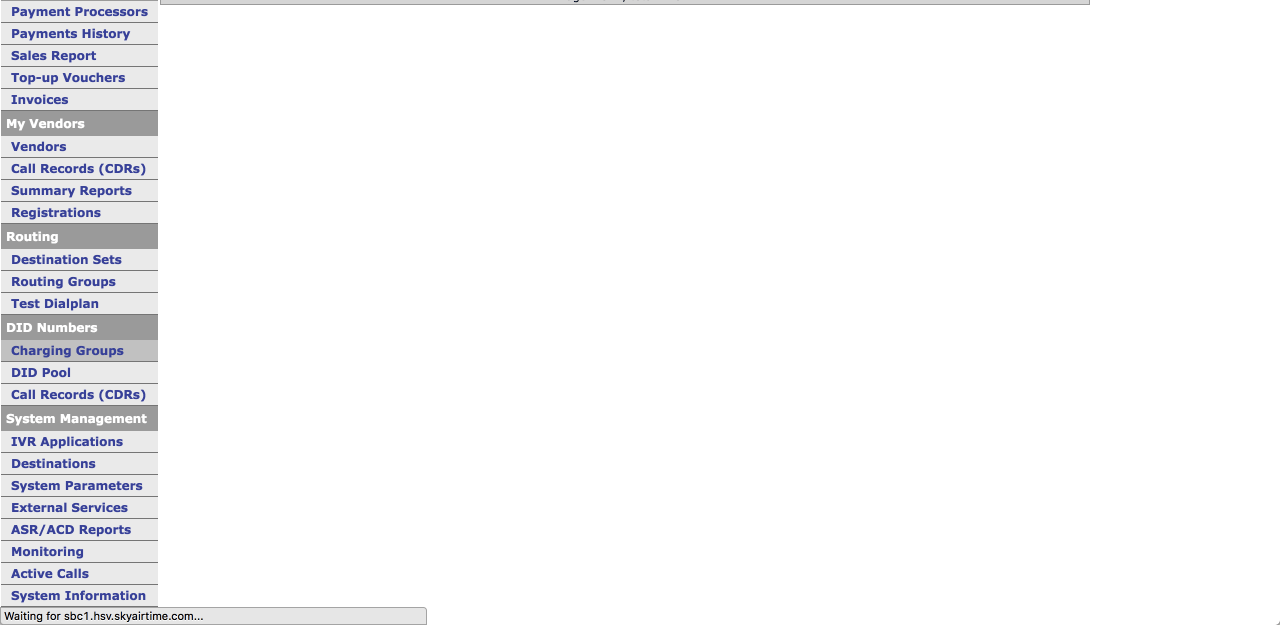 Payment Processors
Payments History
Sales Report
Top-up Vouchers
Invoices
My Vendors
Vendors
Call Records (CDRs)
Summary Reports
Registrations
Routing
Destination Sets
Routing Groups
Test Dialplan
DID Numbers
Charging Groups
DID Pool
Call Records (CDRs)
System Management
IVR Applications
Destinations
System Parameters
External Services
ASR/ACD Reports
Monitoring
Active Calls
System Information
Waiting for sbc1.hsv.skyairtime.com...